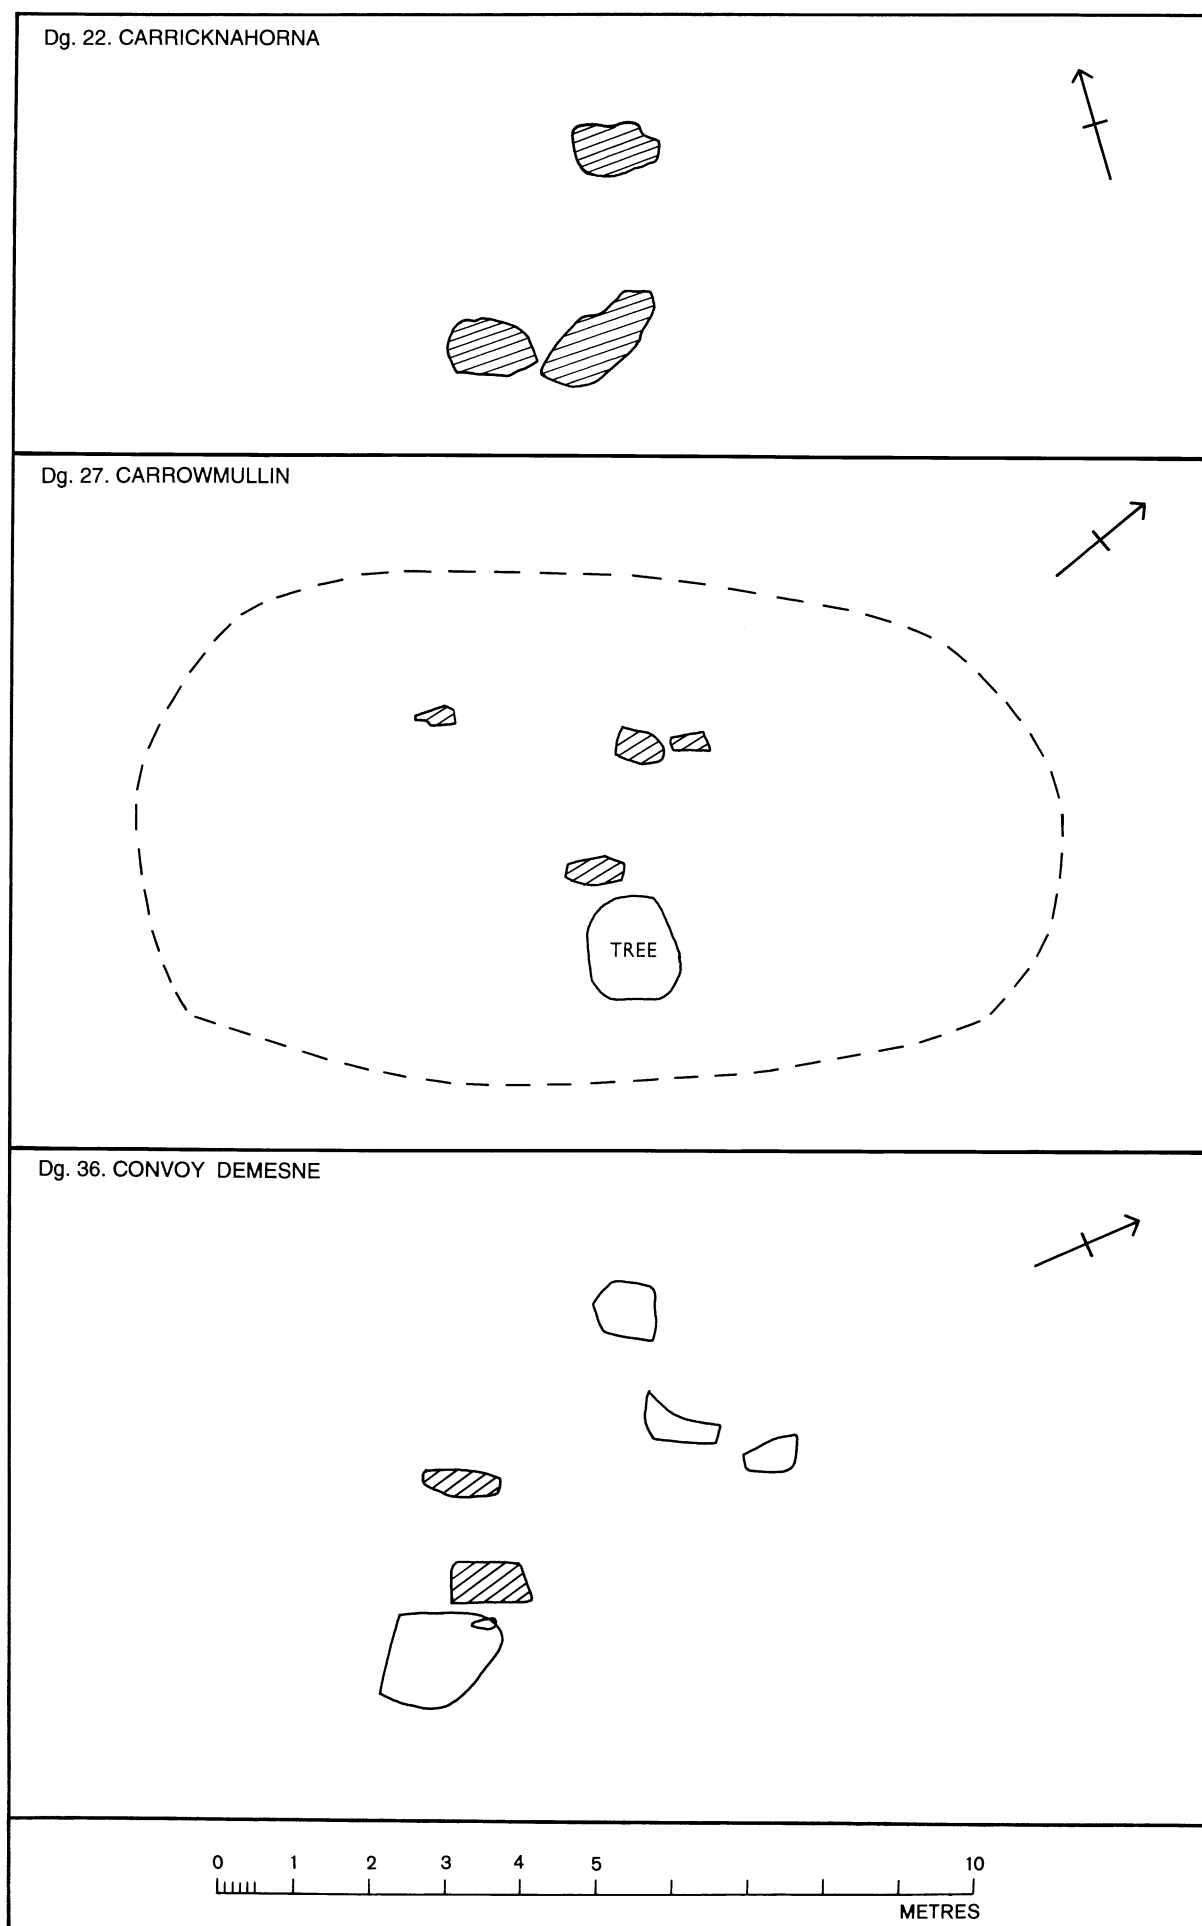 Dg. 22. CARRICKNAHORNA
Dg. 27. CARROWMULLIN
TREE
Dg. 36. CONVOY DEMESNE
0 1 2 3 4 5 10
METRES